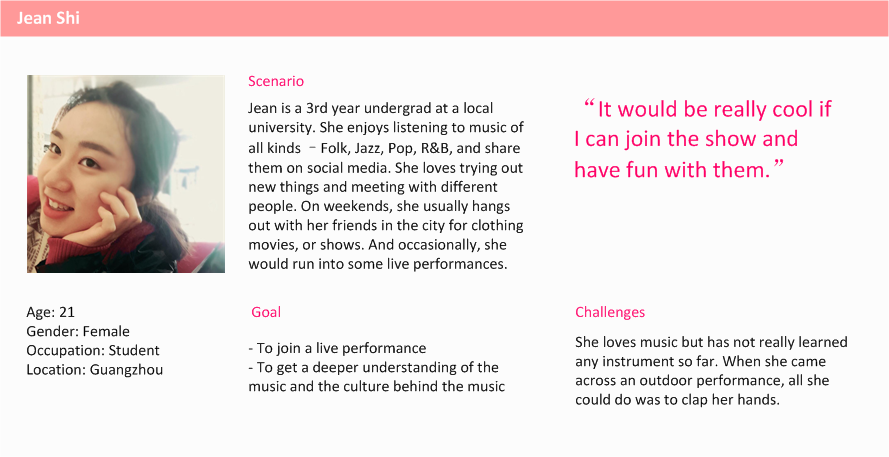 Jean Shi
Scenario
Jean is a 3rd year undergrad at a local
university. She enjoys listening to music of
all kinds – Folk, Jazz, Pop, R&B, and share
them on social media. She loves trying out
new things and meeting with different
people. On weekends, she usually hangs
out with her friends in the city for clothing
movies, or shows. And occasionally, she
would run into some live performances.
“It would be really cool if
I can join the show and
have fun with them.”
Age: 21
Gender: Female
Occupation: Student
Location: Guangzhou
Goal
- To join a live performance
- To get a deeper understanding of the
music and the culture behind the music
Challenges
She loves music but has not really learned
any instrument so far. When she came
across an outdoor performance, all she
could do was to clap her hands.